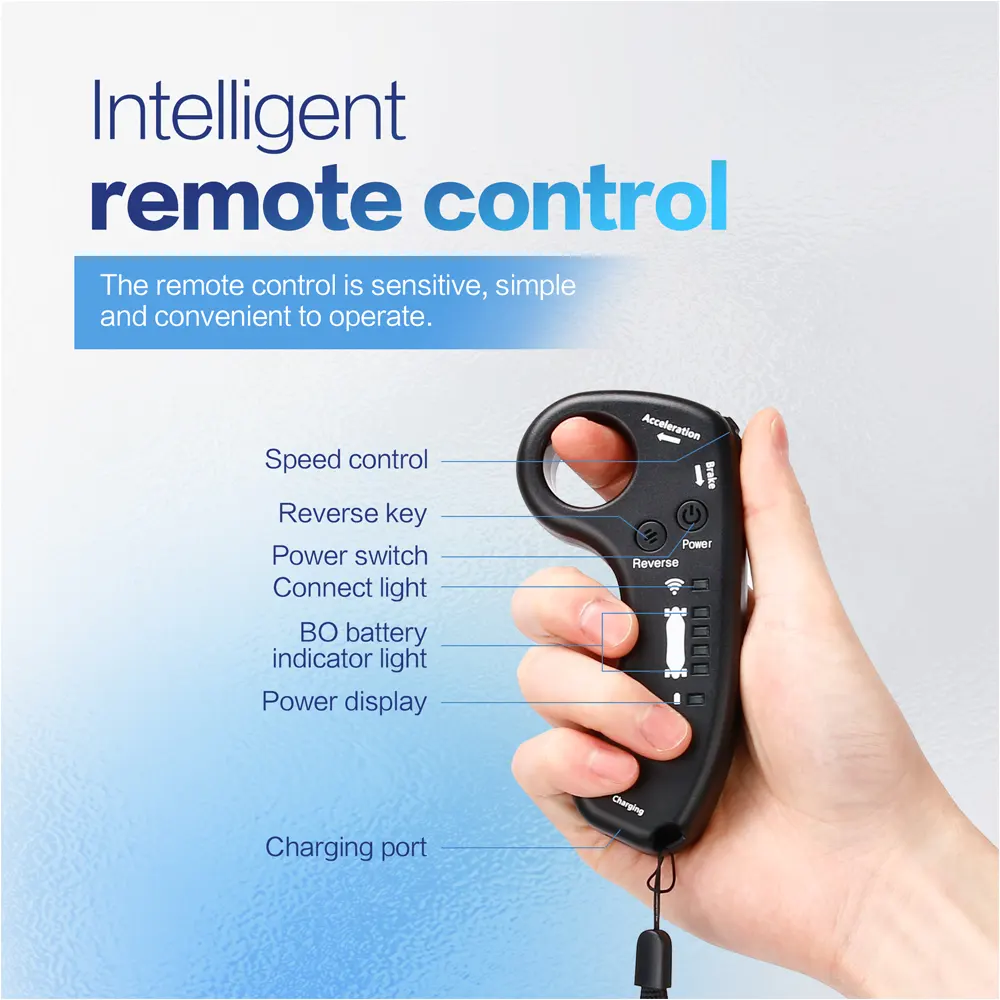 Intelligent
remote control
The remote control is sensitive, simple
and convenient to operate.
Speed control
Reverse key
Power switch
Connect light
BO battery
indicator light
Power display
Charging port
Acceleration
Brake
Power
Reverse
Charging